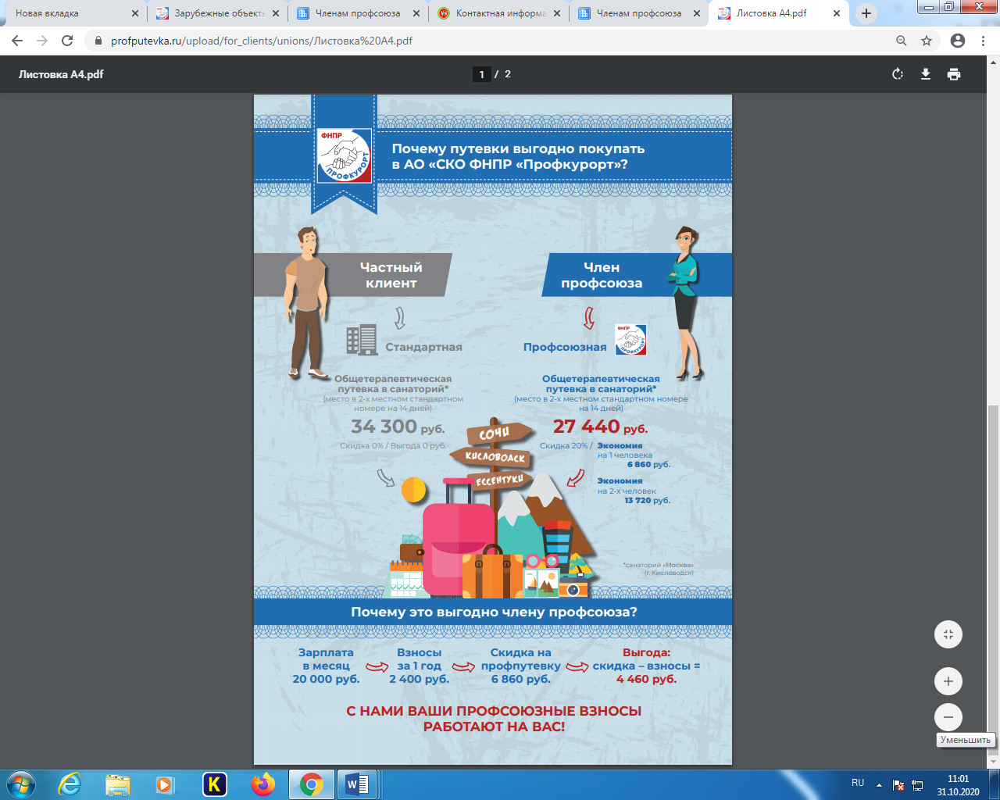 Новая вкладка
Зарубежные объекты
Членам профсоюза
Контактная информа
Членам профсоюза
Листовка А4.pdf
profputevka.ru/upload/for_clients/unions/Листовка%20A4.pdf
Листовка А4.pdf
1 / 2
ФНПР
ПРОФКУРОРТ
Почему путевки выгодно покупать
в АО «СКО ФНПР «Профкурорт»?
Частный
клиент
Член
профсоюза
Стандартная
Профсоюзная
ФНПР
ПРОФКУРОРТ
Общетерапевтическая
путевка в санаторий*
(место в 2-х местном стандартном
номере на 14 дней)
34 300 руб.
Скидка 0% / Выгода 0 руб.
Общетерапевтическая
путевка в санаторий*
(место в 2-х местном стандартном номере
на 14 дней)
27 440 руб.
Скидка 20% / Экономия
на 1 человека
6 860 руб.
Экономия
на 2-х человек
13 720 руб.
СОЧИ
КИСЛОВОДСК
ЕССЕНТУКИ
*санаторий «Москва»
(г. Кисловодск)
Почему это выгодно члену профсоюза?
Зарплата
в месяц
20 000 руб.
Взносы
за 1 год
2 400 руб.
Скидка на
профпутевку
6 860 руб.
Выгода:
скидка – взносы =
4 460 руб.
С НАМИ ВАШИ ПРОФСОЮЗНЫЕ ВЗНОСЫ
РАБОТАЮТ НА ВАС!
Уменьшить
RU
11:01
31.10.2020